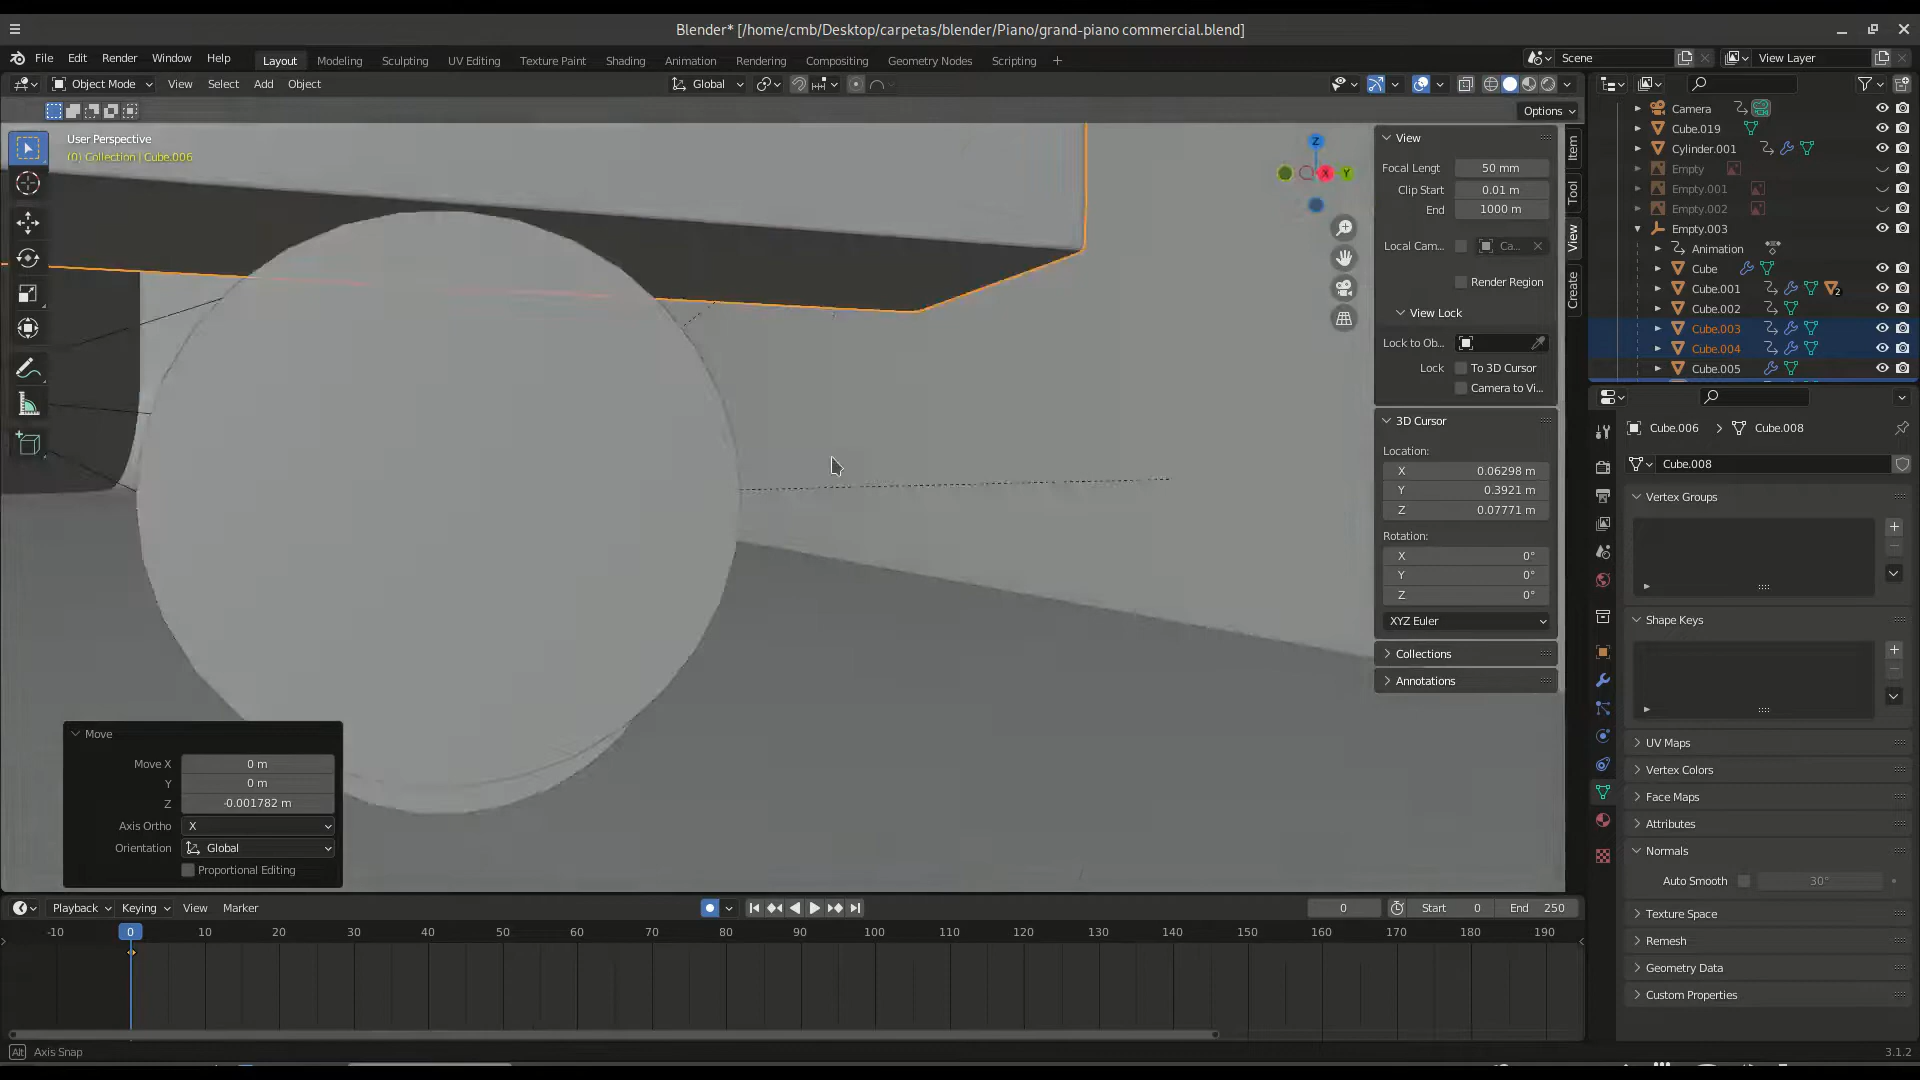 Blender* [/home/cmb/Desktop/carpetas/blender/Piano/grand-piano commercial.blend]
File Edit Render Window Help Layout Modeling Sculpting UV Editing Texture Paint Shading Animation Rendering Compositing Geometry Nodes Scripting + Scene View Layer
Object Mode View Select Add Object Global
Options
User Perspective
(0) Collection | Cube.006
Z
X
Y
View
Focal Lengt 50 mm
Clip Start 0.01 m
End 1000 m
Local Cam... Ca...
Render Region
View Lock
Lock to Ob...
Lock To 3D Cursor
Camera to Vi...
3D Cursor
Location:
X 0.06298 m
Y 0.3921 m
Z 0.07771 m
Rotation:
X 0°
Y 0°
Z 0°
XYZ Euler
Collections
Annotations
Item
Tool
View
Create
Camera
Cube.019
Cylinder.001
Empty
Empty.001
Empty.002
Empty.003
Animation
Cube
Cube.001 2
Cube.002
Cube.003
Cube.004
Cube.005
Cube.006 Cube.008
Cube.008
Vertex Groups
Shape Keys
UV Maps
Vertex Colors
Face Maps
Attributes
Normals
Auto Smooth 30°
Texture Space
Remesh
Geometry Data
Custom Properties
Move
Move X 0 m
Y 0 m
Z -0.001782 m
Axis Ortho X
Orientation Global
Proportional Editing
Playback Keying View Marker 0 Start 0 End 250
-10 0 10 20 30 40 50 60 70 80 90 100 110 120 130 140 150 160 170 180 190
Alt Axis Snap 3.1.2